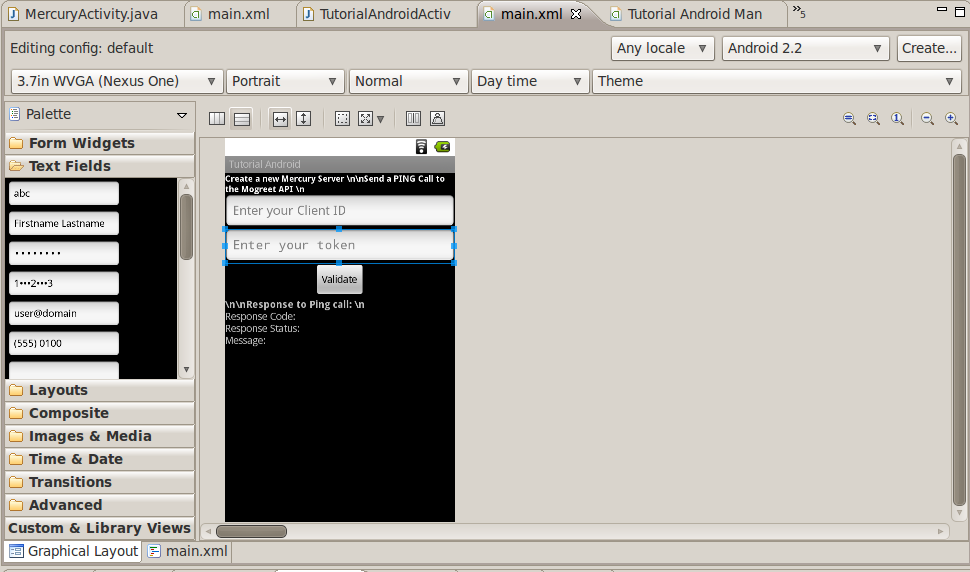 MercuryActivity.java main.xml TutorialAndroidActiv main.xml Tutorial Android Man »5
Editing config: default Any locale Android 2.2 Create...
3.7in WVGA (Nexus One) Portrait Normal Day time Theme
Palette
Form Widgets
Text Fields
abc
Firstname Lastname
••••••••
1•••2•••3
user@domain
(555) 0100
Layouts
Composite
Images & Media
Time & Date
Transitions
Advanced
Custom & Library Views
Tutorial Android
Create a new Mercury Server \n\nSend a PING Call to
the Mogreet API \n
Enter your Client ID
Enter your token
Validate
\n\nResponse to Ping call: \n
Response Code:
Response Status:
Message:
Graphical Layout main.xml